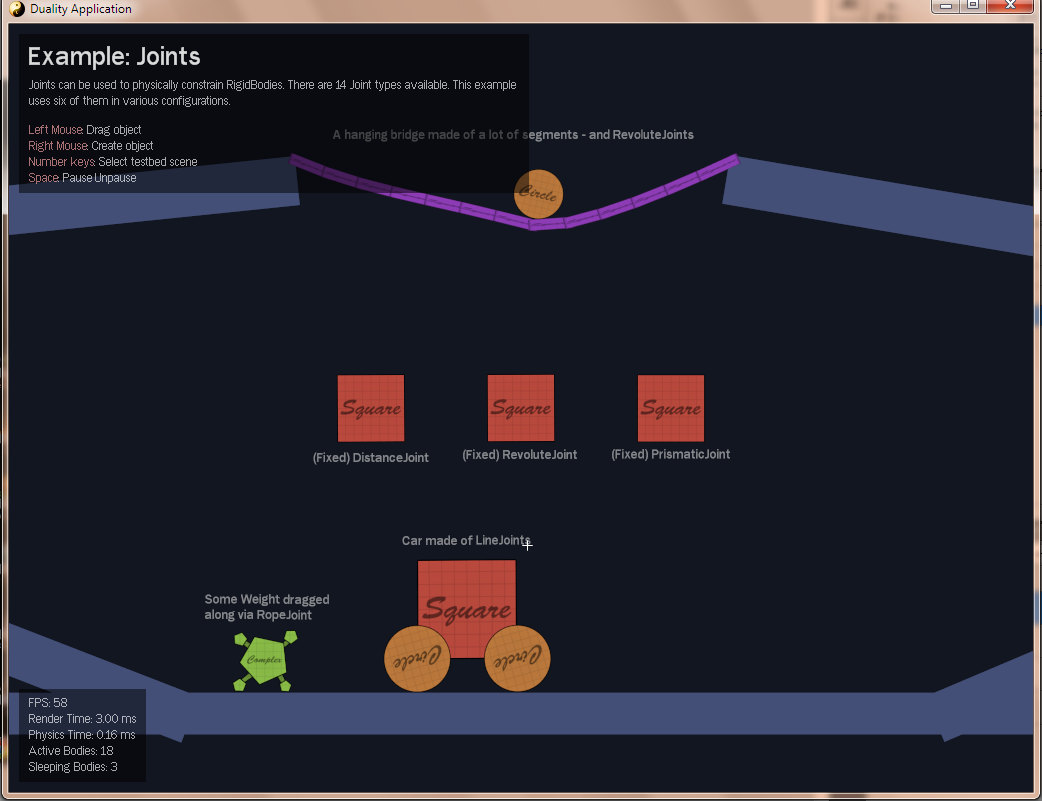 Duality Application
Example: Joints
Joints can be used to physically constrain RigidBodies. There are 14 Joint types available. This example
uses six of them in various configurations.
Left Mouse: Drag object
Right Mouse: Create object
Number keys: Select testbed scene
Space: Pause Unpause
A hanging bridge made of a lot of segments - and RevoluteJoints
Circle
Square
Square
Square
(Fixed) DistanceJoint
(Fixed) RevoluteJoint
(Fixed) PrismaticJoint
Car made of LineJoints
Square
Some Weight dragged
along via RopeJoint
Complex
Circle
Circle
FPS: 58
Render Time: 3.00 ms
Physics Time: 0.16 ms
Active Bodies: 18
Sleeping Bodies: 3